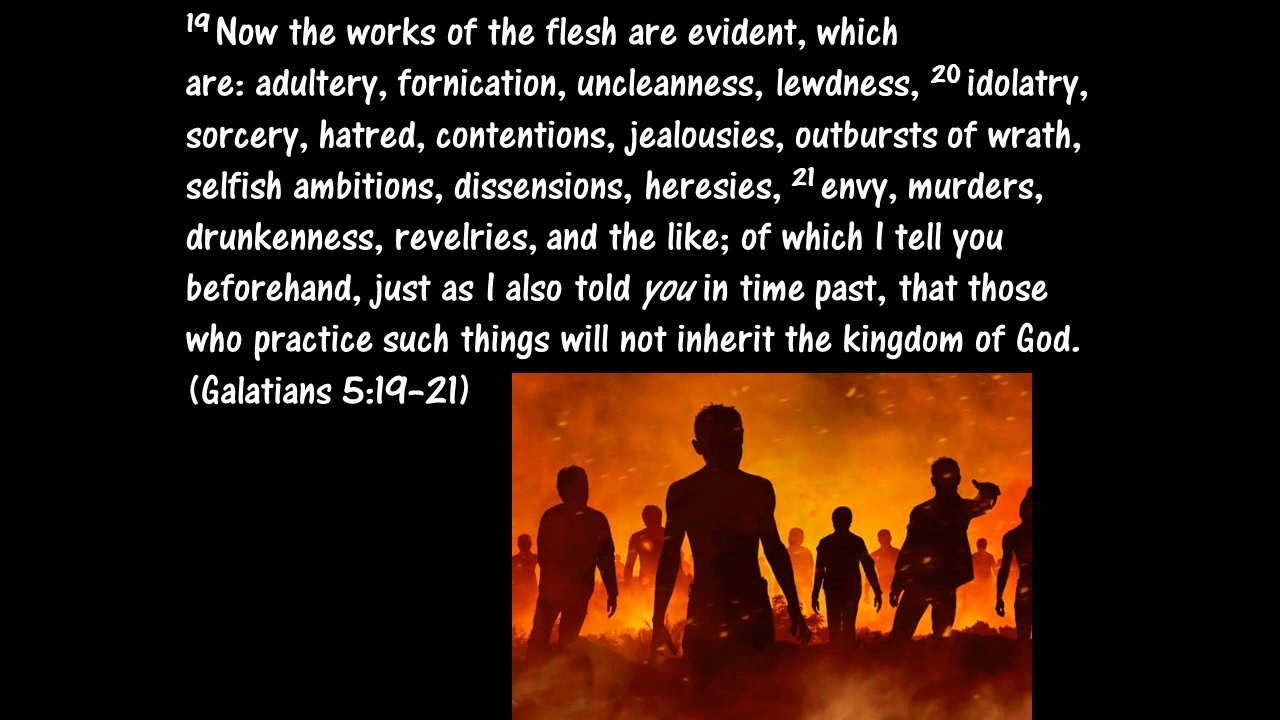 19 Now the works of the flesh are evident, which
are: adultery, fornication, uncleanness, lewdness, 20 idolatry,
sorcery, hatred, contentions, jealousies, outbursts of wrath,
selfish ambitions, dissensions, heresies, 21 envy, murders,
drunkenness, revelries, and the like; of which I tell you
beforehand, just as I also told you in time past, that those
who practice such things will not inherit the kingdom of God.
(Galatians 5:19-21)